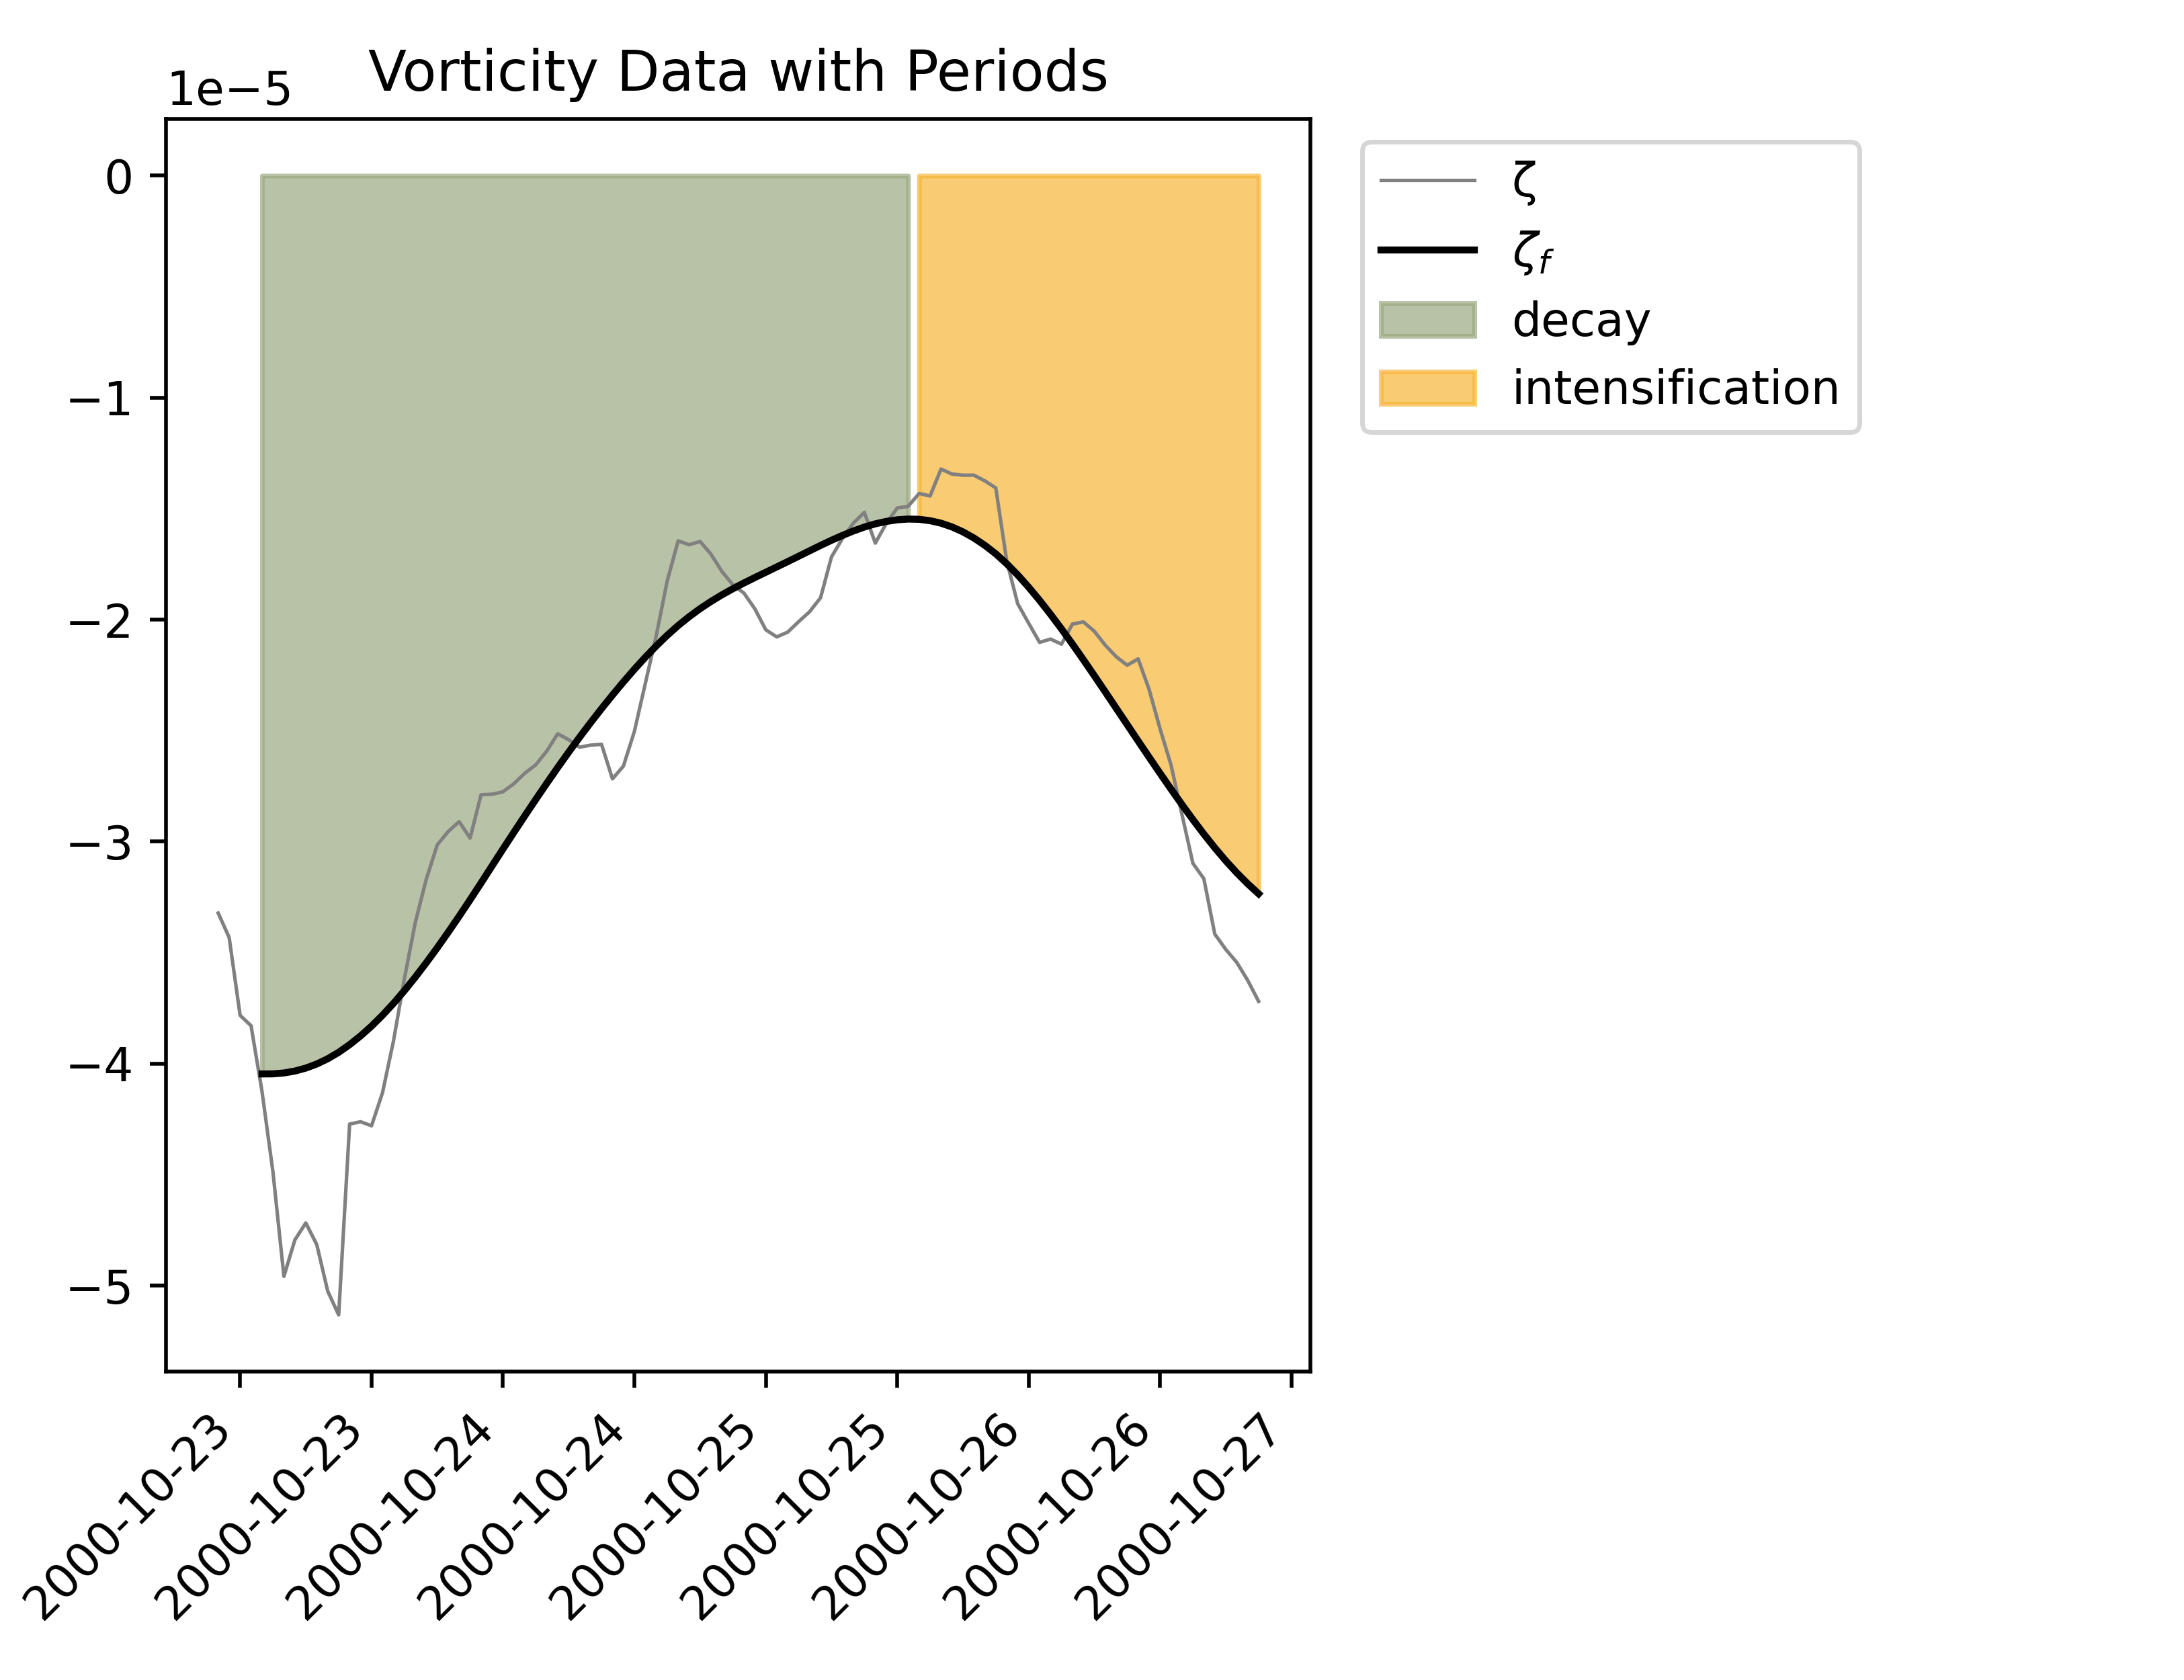 Vorticity Data with Periods
1e−5
0
−1
−2
−3
−4
−5
2000-10-23
2000-10-23
2000-10-24
2000-10-24
2000-10-25
2000-10-25
2000-10-26
2000-10-26
2000-10-27
ζ
ζf
decay
intensification